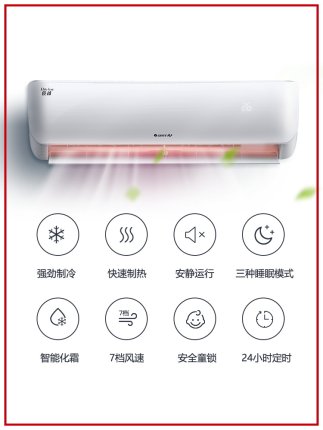 GREE
强劲制冷
快速制热
安静运行
三种睡眠模式
7档
智能化霜
7档风速
安全童锁
24小时定时